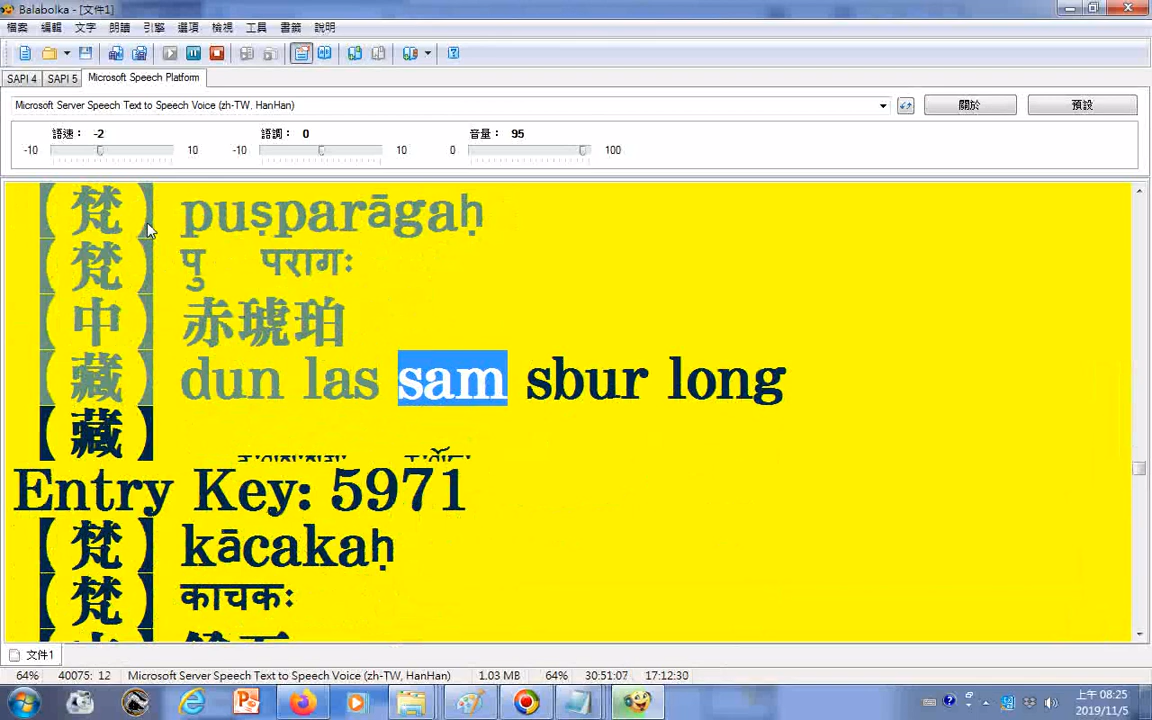 Balabolka - [文件1]
檔案 編輯 文字 朗讀 引擎 選項 檢視 工具 書籤 說明
SAPI 4 SAPI 5 Microsoft Speech Platform
Microsoft Server Speech Text to Speech Voice (zh-TW, HanHan) 關於 預設
語速： -2 語調： 0 音量： 95
-10 10 -10 10 0 100
【梵】 puṣparāgaḥ
【梵】 पु परागः
【中】 赤琥珀
【藏】 dun las sam sbur long
【藏】
Entry Key: 5971
【梵】 kācakaḥ
【梵】 काचकः
文件1
64% 40075: 12 Microsoft Server Speech Text to Speech Voice (zh-TW, HanHan) 1.03 MB 64% 30:51:07 17:12:30
上午 08:25
2019/11/5